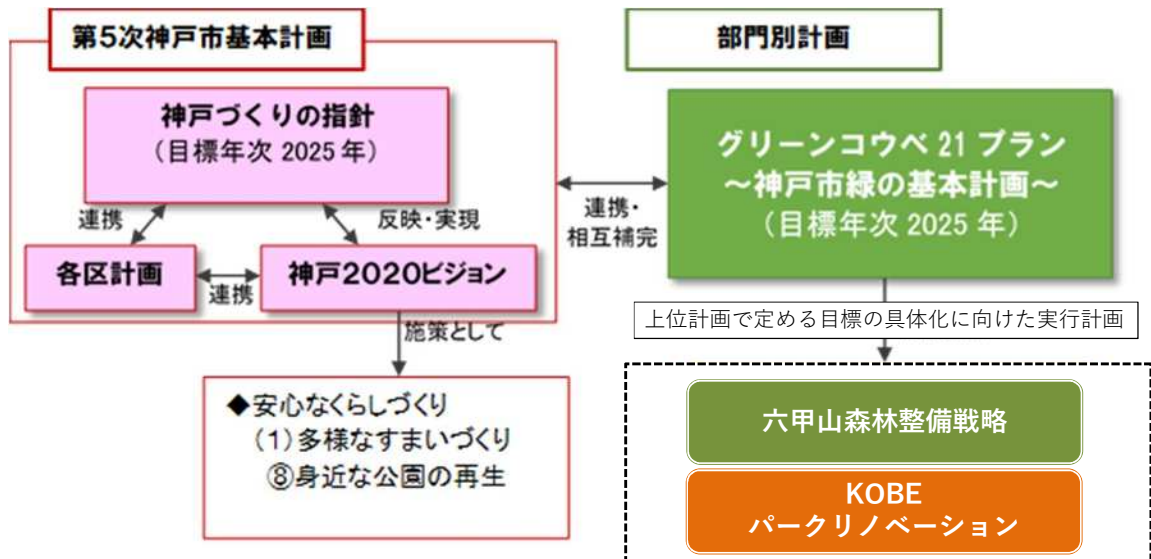 第5次神戸市基本計画
神戸づくりの指針
(目標年次 2025 年)
連携
反映・実現
各区計画
連携
神戸2020ビジョン
施策として
◆安心なくらしづくり
(1)多様なすまいづくり
⑧身近な公園の再生
連携・
相互補完
部門別計画
グリーンコウベ 21 プラン
~神戸市緑の基本計画~
(目標年次 2025 年)
上位計画で定める目標の具体化に向けた実行計画
六甲山森林整備戦略
KOBE
パークリノベーション